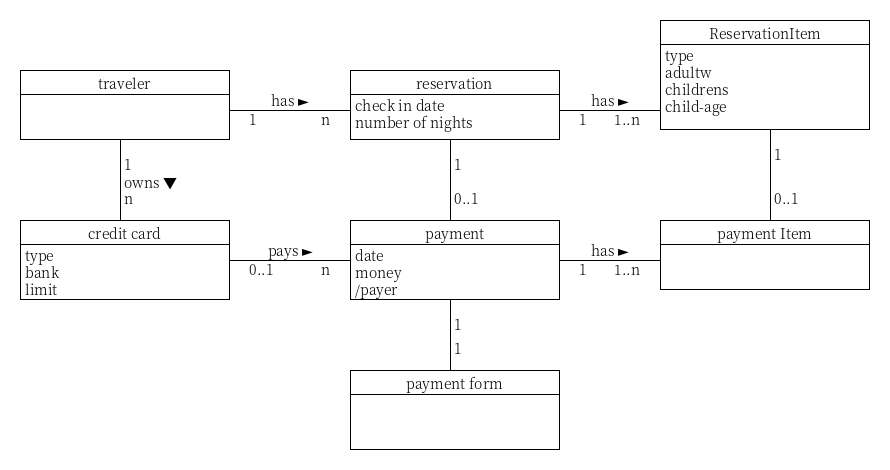 ReservationItem
type
adultw
childrens
child-age
traveler
has ►
1 n
reservation
check in date
number of nights
has ►
1 1..n
1
owns ▼
n
1
0..1
1
0..1
credit card
type
bank
limit
pays ►
0..1 n
payment
date
money
/payer
has ►
1 1..n
payment Item
1
1
payment form